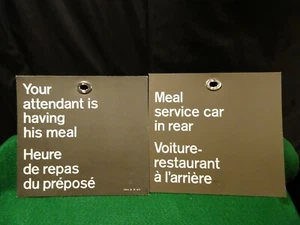 Your
attendant is
having
his meal
Heure
de repas
du préposé
Meal
service car
in rear
Voiture-
restaurant
à l'arrière